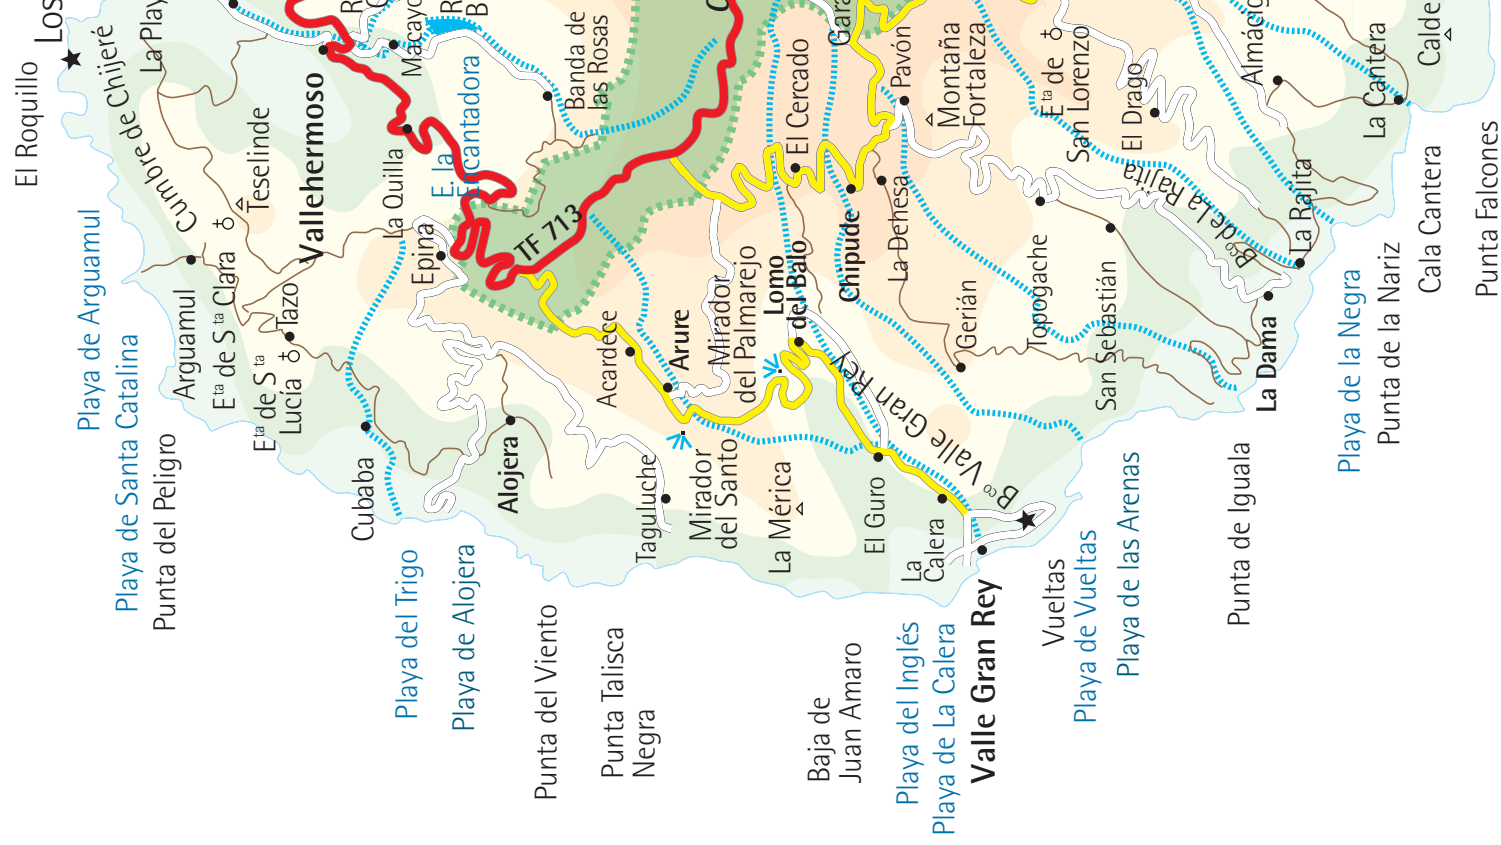 El Roquillo
Los
Cumbre de Chijeré
La Play
Playa de Arguamul
Playa de Santa Catalina
Punta del Peligro
Arguamul
Eta de Sta Clara
Teselinde
Eta de Sta
Lucía
Tazo
Vallehermoso
La Quilla
Epina
Macayo
E. la
Encantadora
Banda de
las Rosas
TF 713
Cubaba
Alojera
Playa del Trigo
Playa de Alojera
Punta del Viento
Punta Talisca
Negra
Taguluche
Acardece
Arure
Mirador
del Santo
Mirador
del Palmarejo
Lomo
del Balo
La Mérica
El Cercado
Gara
Chipude
Pavón
La Dehesa
Montaña
Fortaleza
Gerián
Bco Valle Gran Rey
El Guro
La
Calera
Baja de
Juan Amaro
Playa del Inglés
Playa de La Calera
Valle Gran Rey
Vueltas
Playa de Vueltas
Playa de las Arenas
Topogache
San Sebastián
Eta de
San Lorenzo
El Drago
Bco de La Rajita
Almácig
La Rajita
La Dama
Punta de Iguala
Playa de la Negra
Punta de la Nariz
La Cantera
Calde
Cala Cantera
Punta Falcones